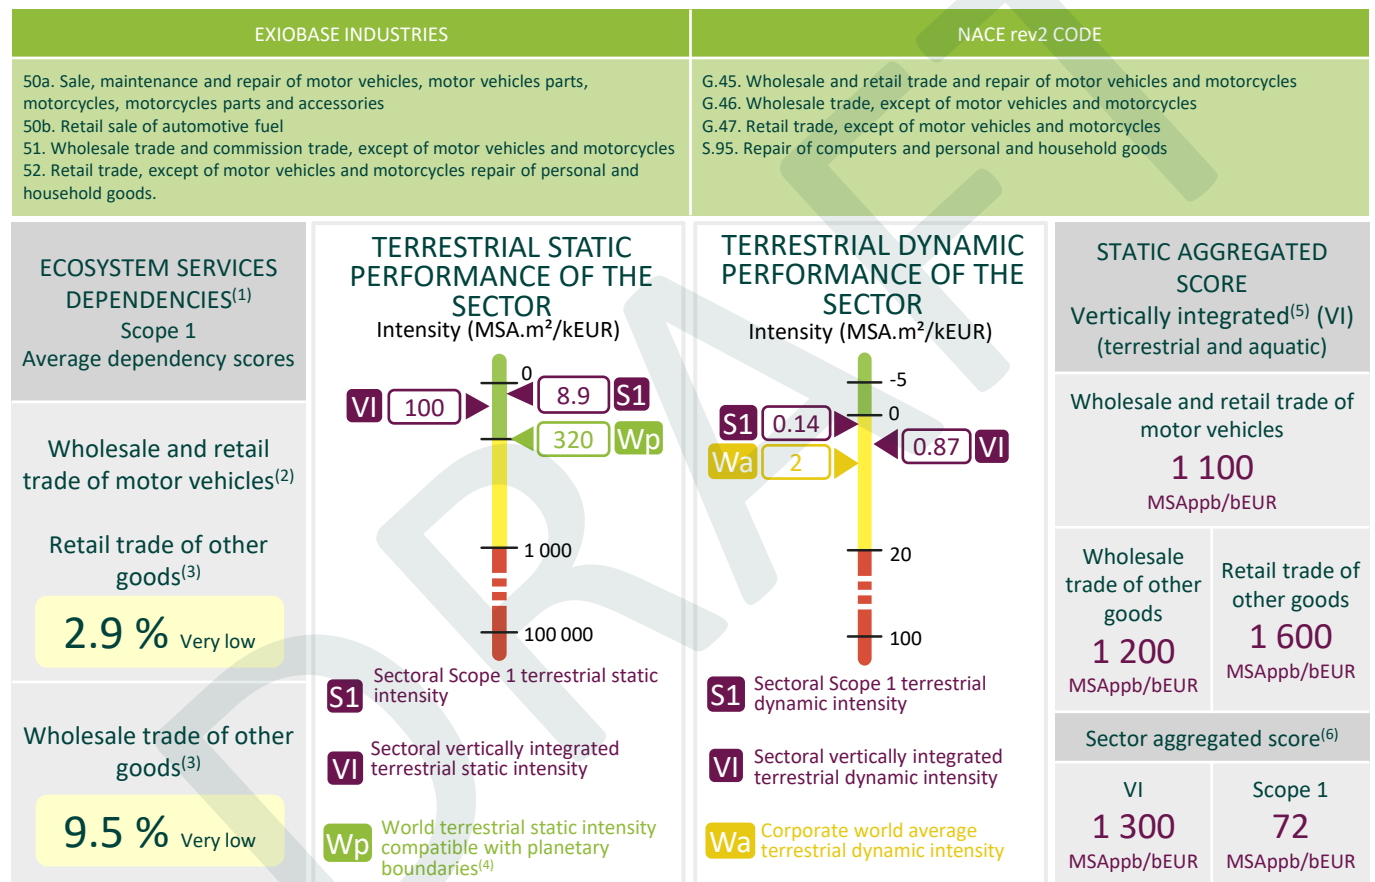 EXIOBASE INDUSTRIES
NACE rev2 CODE
50a. Sale, maintenance and repair of motor vehicles, motor vehicles parts,
motorcycles, motorcycles parts and accessories
50b. Retail sale of automotive fuel
51. Wholesale trade and commission trade, except of motor vehicles and motorcycles
52. Retail trade, except of motor vehicles and motorcycles repair of personal and
household goods.
G.45. Wholesale and retail trade and repair of motor vehicles and motorcycles
G.46. Wholesale trade, except of motor vehicles and motorcycles
G.47. Retail trade, except of motor vehicles and motorcycles
S.95. Repair of computers and personal and household goods
ECOSYSTEM SERVICES
DEPENDENCIES(1)
Scope 1
Average dependency scores
Wholesale and retail
trade of motor vehicles(2)
Retail trade of other
goods(3)
2.9 % Very low
Wholesale trade of other
goods(3)
9.5 % Very low
TERRESTRIAL STATIC
PERFORMANCE OF THE
SECTOR
Intensity (MSA.m²/kEUR)
0
VI 100
8.9 S1
320 Wp
1 000
100 000
S1 Sectoral Scope 1 terrestrial static
intensity
VI Sectoral vertically integrated
terrestrial static intensity
Wp World terrestrial static intensity
compatible with planetary
boundaries(4)
TERRESTRIAL DYNAMIC
PERFORMANCE OF THE
SECTOR
Intensity (MSA.m²/kEUR)
-5
0
S1 0.14
0.87 VI
Wa 2
20
100
S1 Sectoral Scope 1 terrestrial
dynamic intensity
VI Sectoral vertically integrated
terrestrial dynamic intensity
Wa Corporate world average
terrestrial dynamic intensity
STATIC AGGREGATED
SCORE
Vertically integrated(5) (VI)
(terrestrial and aquatic)
Wholesale and retail trade of
motor vehicles
1 100
MSAppb/bEUR
Wholesale
trade of other
goods
1 200
MSAppb/bEUR
Retail trade of
other goods
1 600
MSAppb/bEUR
Sector aggregated score(6)
VI
1 300
MSAppb/bEUR
Scope 1
72
MSAppb/bEUR
DRAFT